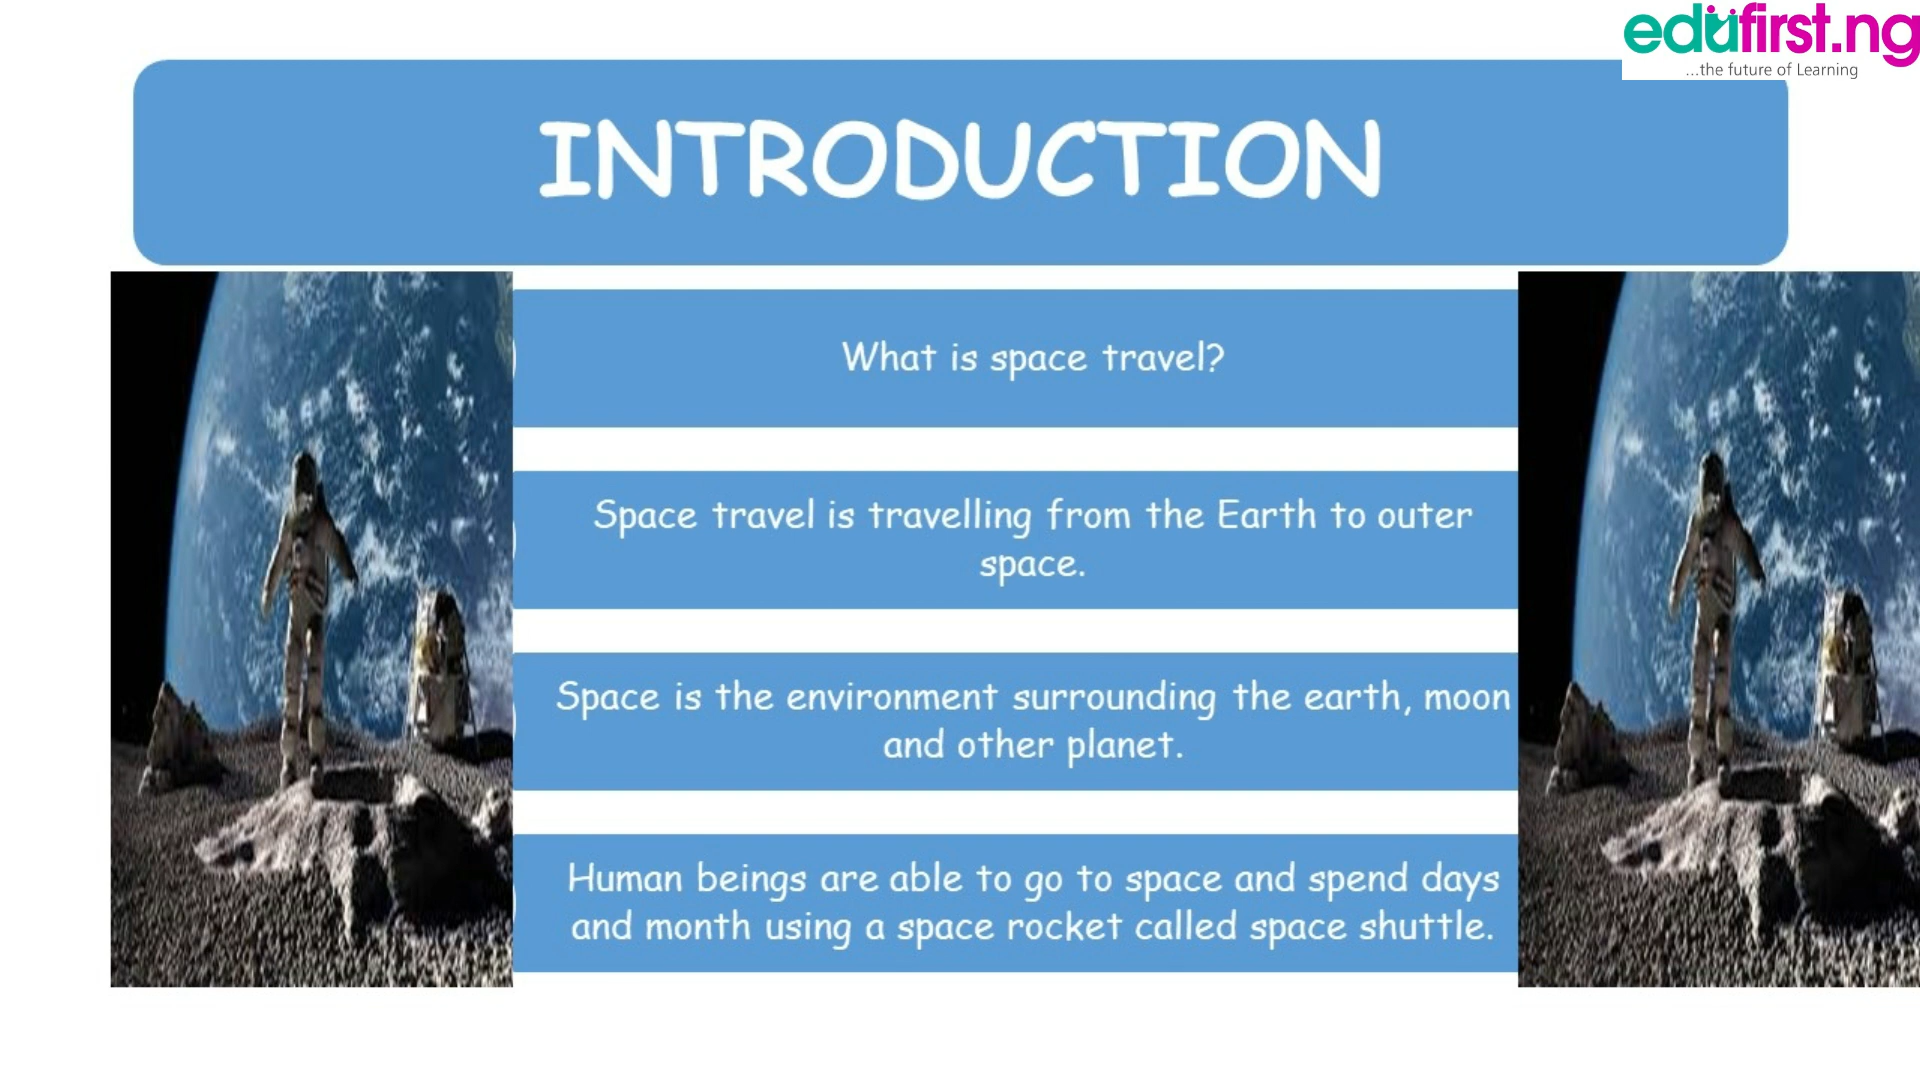 edufirst.ng
...the future of Learning
INTRODUCTION
What is space travel?
Space travel is travelling from the Earth to outer
space.
Space is the environment surrounding the earth, moon
and other planet.
Human beings are able to go to space and spend days
and month using a space rocket called space shuttle.